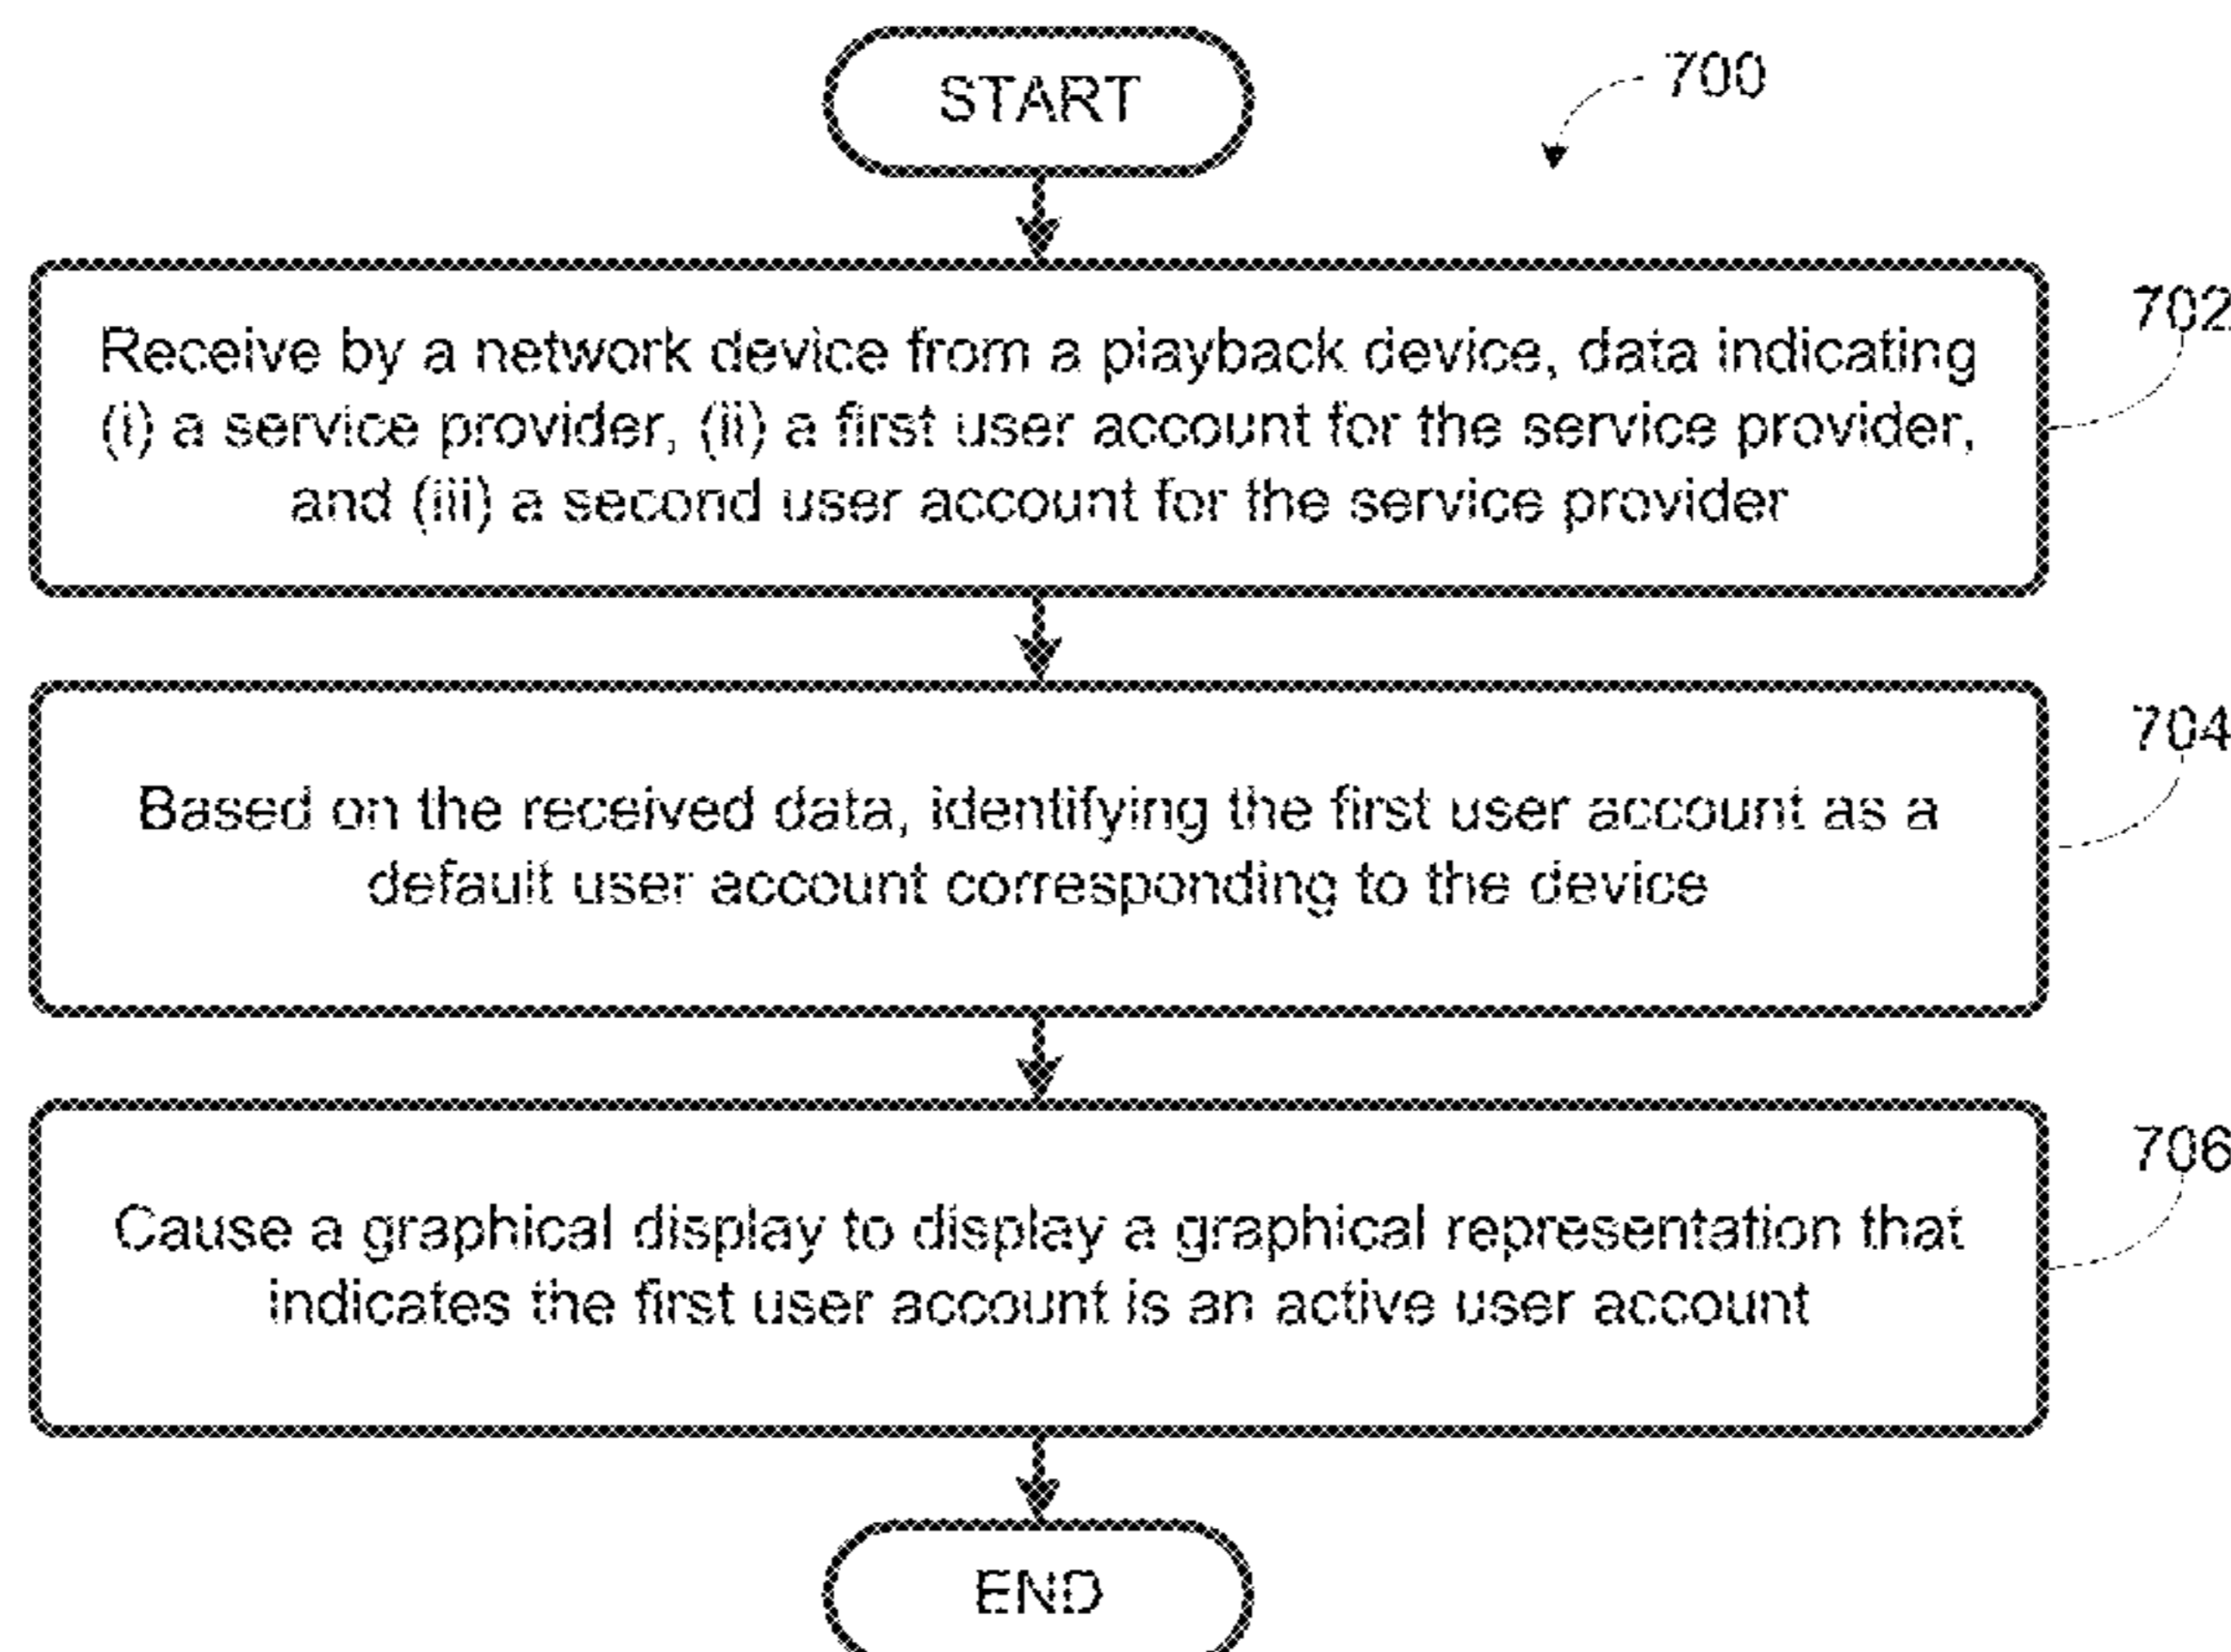 START
700
Receive by a network device from a playback device, data indicating
(i) a service provider, (ii) a first user account for the service provider,
and (iii) a second user account for the service provider
702
Based on the received data, identifying the first user account as a
default user account corresponding to the device
704
Cause a graphical display to display a graphical representation that
indicates the first user account is an active user account
706
END